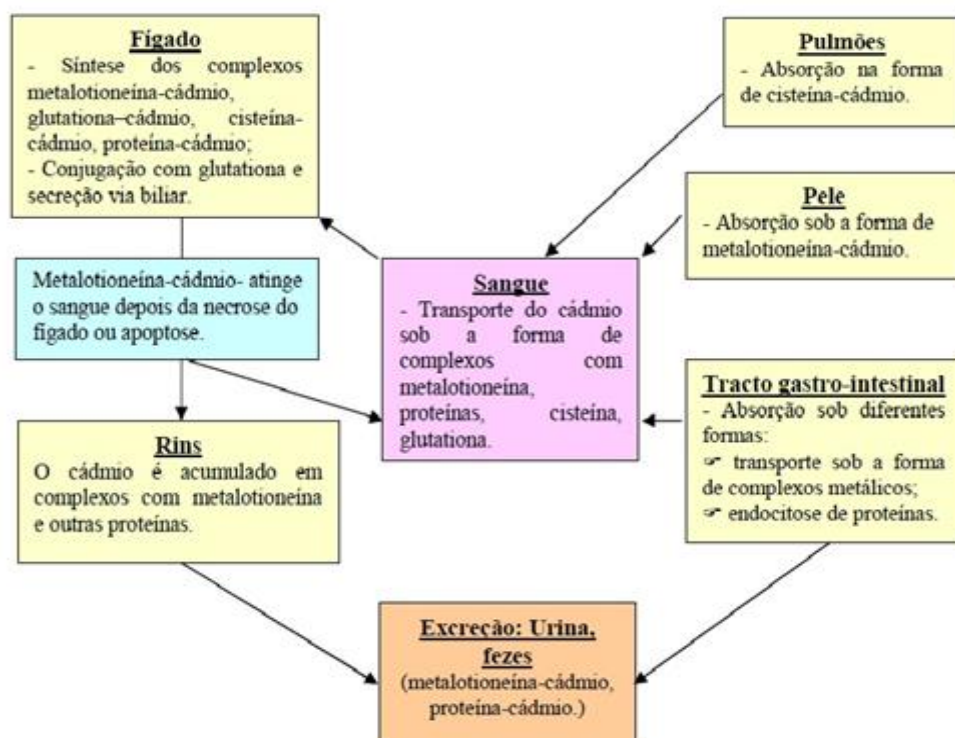 Fígado
- Síntese dos complexos
metalotioneína-cádmio,
glutationa–cádmio, cisteína-
cádmio, proteína-cádmio;
- Conjugação com glutationa e
secreção via biliar.
Pulmões
- Absorção na forma
de cisteína-cádmio.
Pele
- Absorção sob a forma de
metalotioneína-cádmio.
Metalotioneína-cádmio- atinge
o sangue depois da necrose do
fígado ou apoptose.
Sangue
- Transporte do cádmio
sob a forma de
complexos com
metalotioneína,
proteínas, cisteína,
glutationa.
Tracto gastro-intestinal
- Absorção sob diferentes
formas:
☞ transporte sob a forma
de complexos metálicos;
☞ endocitose de proteínas.
Rins
O cádmio é acumulado em
complexos com metalotioneína
e outras proteínas.
Excreção: Urina,
fezes
(metalotioneína-cádmio,
proteína-cádmio.)